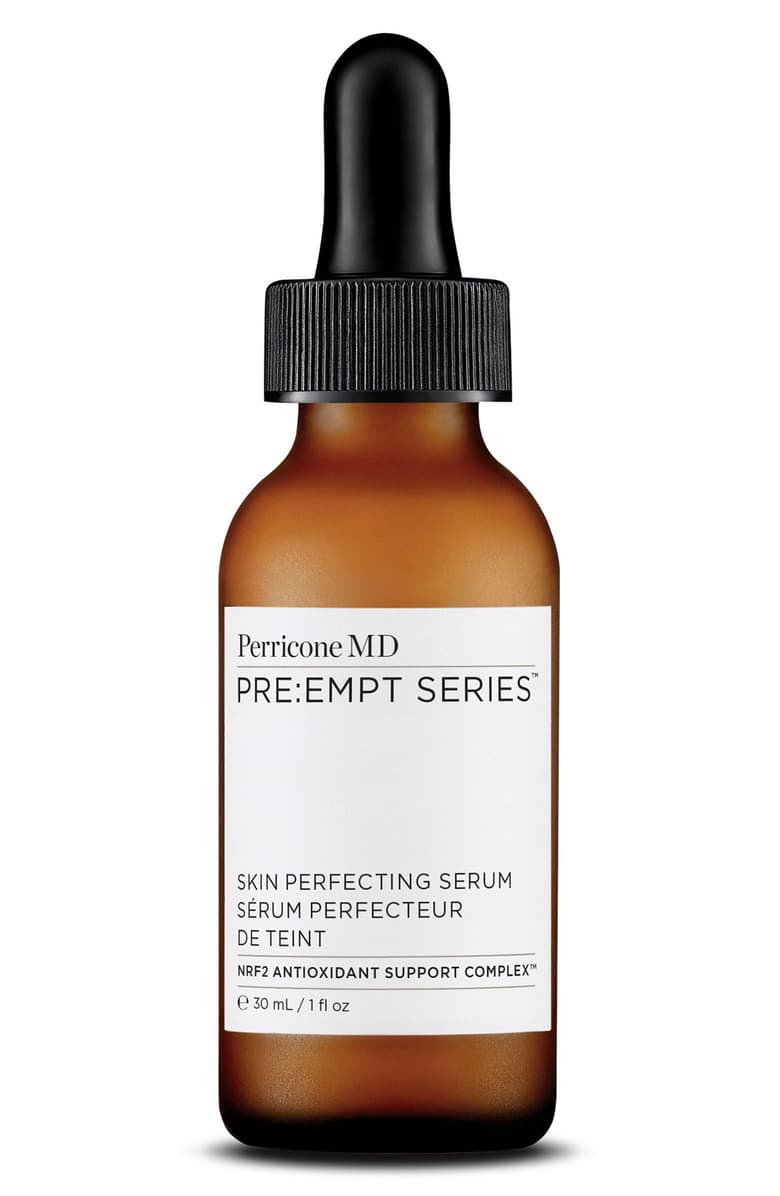 Perricone MD
PRE:EMPT SERIES™
SKIN PERFECTING SERUM
SÉRUM PERFECTEUR
DE TEINT
NRF2 ANTIOXIDANT SUPPORT COMPLEX™
℮ 30 mL / 1 fl oz